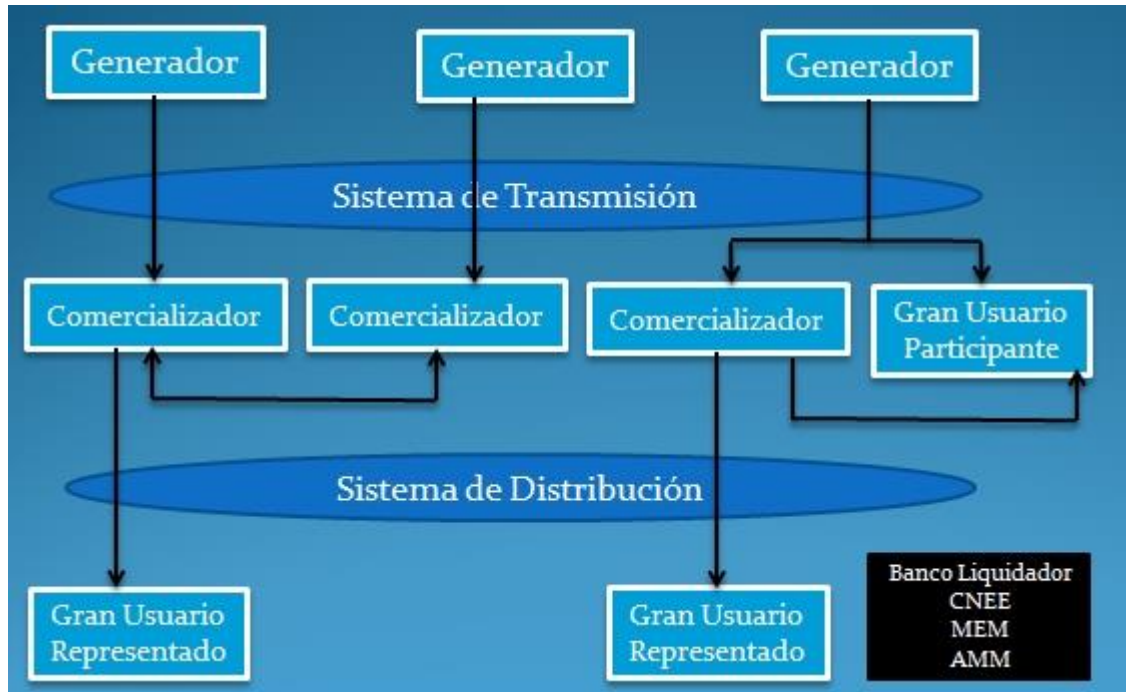 Generador
Generador
Generador
Sistema de Transmisión
Comercializador
Comercializador
Comercializador
Gran Usuario
Participante
Sistema de Distribución
Gran Usuario
Representado
Gran Usuario
Representado
Banco Liquidador
CNEE
MEM
AMM